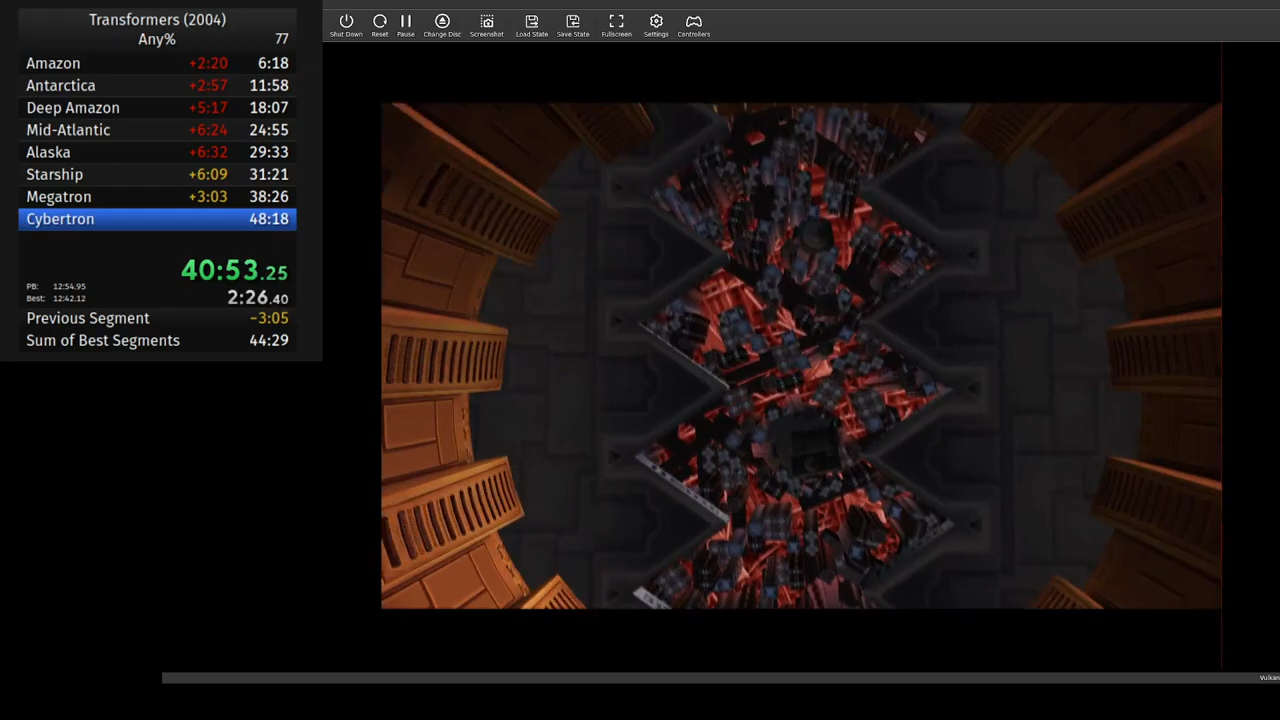 Transformers (2004)
Any% 77
Amazon +2:20 6:18
Antarctica +2:57 11:58
Deep Amazon +5:17 18:07
Mid-Atlantic +6:24 24:55
Alaska +6:32 29:33
Starship +6:09 31:21
Megatron +3:03 38:26
Cybertron 48:18
40:53.25
PB: 12:54.95
Best: 12:42.12
2:26.40
Previous Segment −3:05
Sum of Best Segments 44:29
Shut Down Reset Pause Change Disc Screenshot Load State Save State Fullscreen Settings Controllers
Vulkan